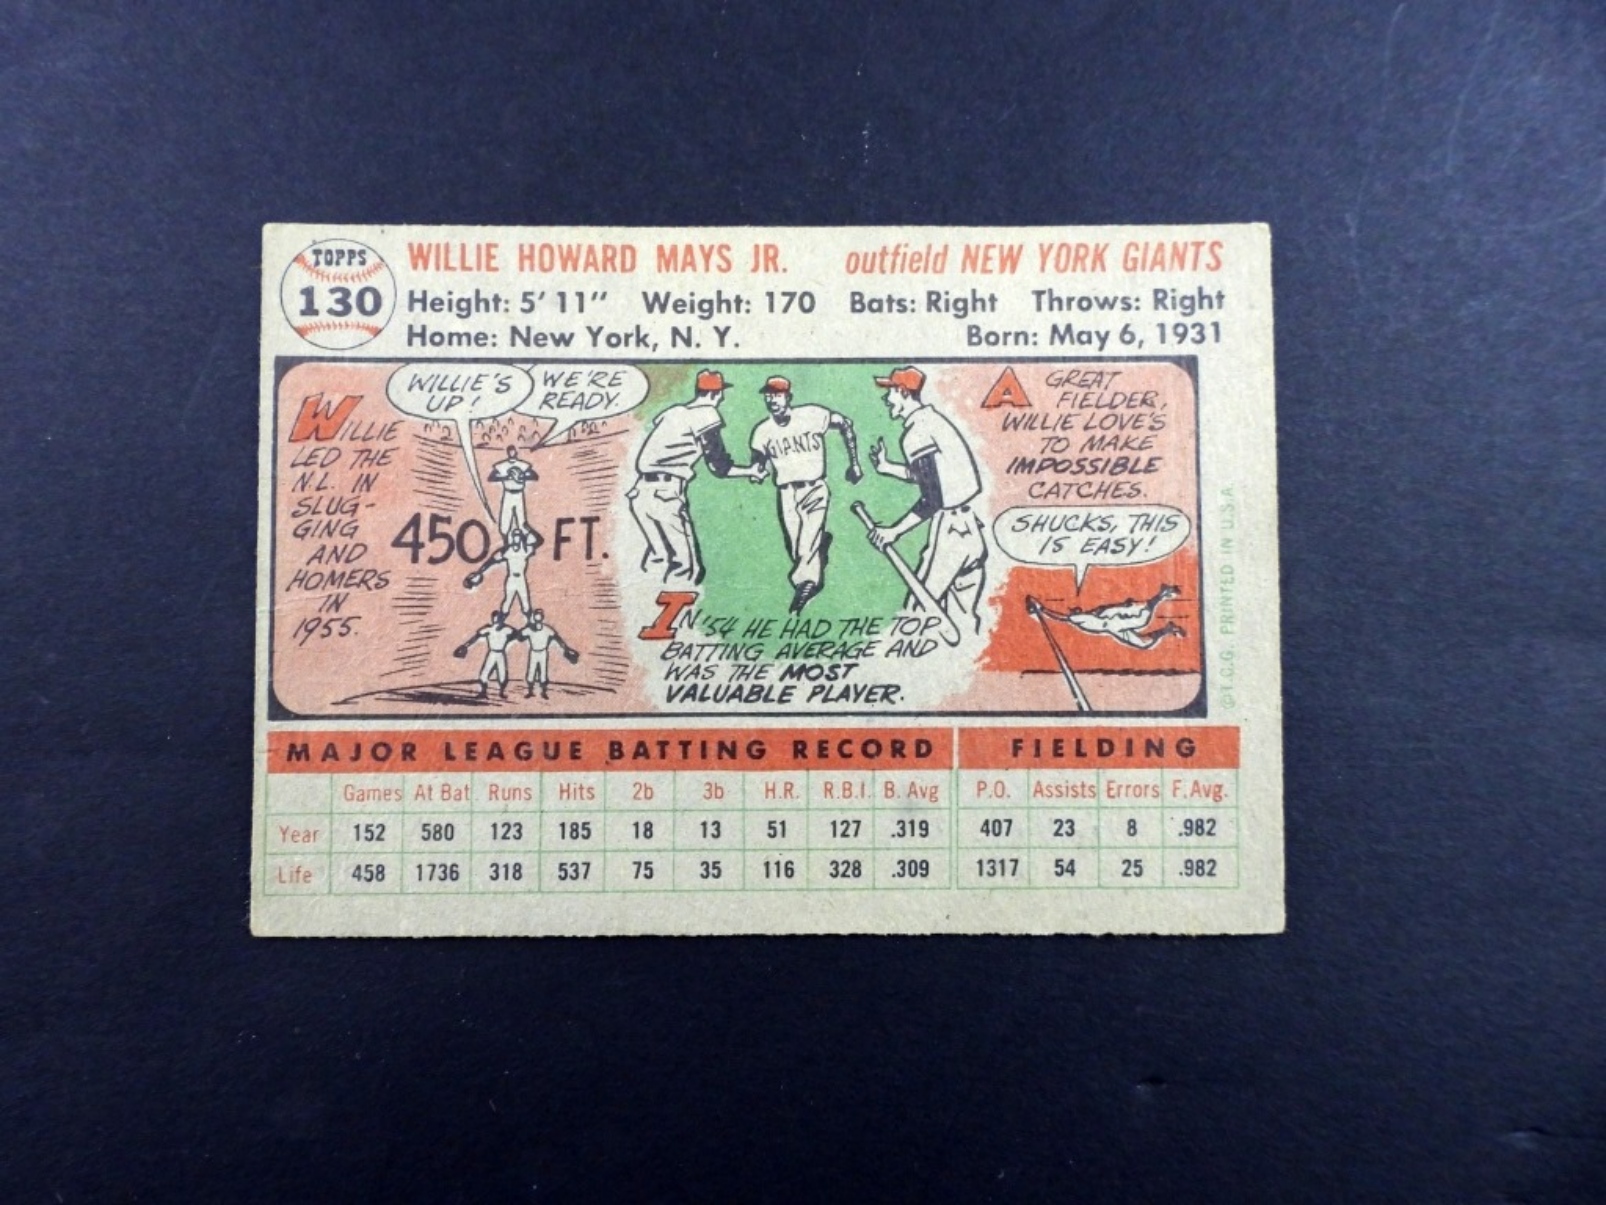 TOPPS
130
WILLIE HOWARD MAYS JR. outfield NEW YORK GIANTS
Height: 5' 11" Weight: 170 Bats: Right Throws: Right
Home: New York, N. Y. Born: May 6, 1931
WILLIE
LED THE
N.L. IN
SLUG-
GING
AND
HOMERS
IN
1955.
WILLIE'S
UP!
WE'RE
READY.
450 FT.
GIANTS
IN '54 HE HAD THE TOP
BATTING AVERAGE AND
WAS THE MOST
VALUABLE PLAYER.
A GREAT
FIELDER,
WILLIE LOVE'S
TO MAKE
IMPOSSIBLE
CATCHES.
SHUCKS, THIS
IS EASY!
©T.C.G. PRINTED IN U.S.A.
MAJOR LEAGUE BATTING RECORD FIELDING
Games At Bat Runs Hits 2b 3b H.R. R.B.I. B. Avg P.O. Assists Errors F. Avg.
Year 152 580 123 185 18 13 51 127 .319 407 23 8 .982
Life 458 1736 318 537 75 35 116 328 .309 1317 54 25 .982